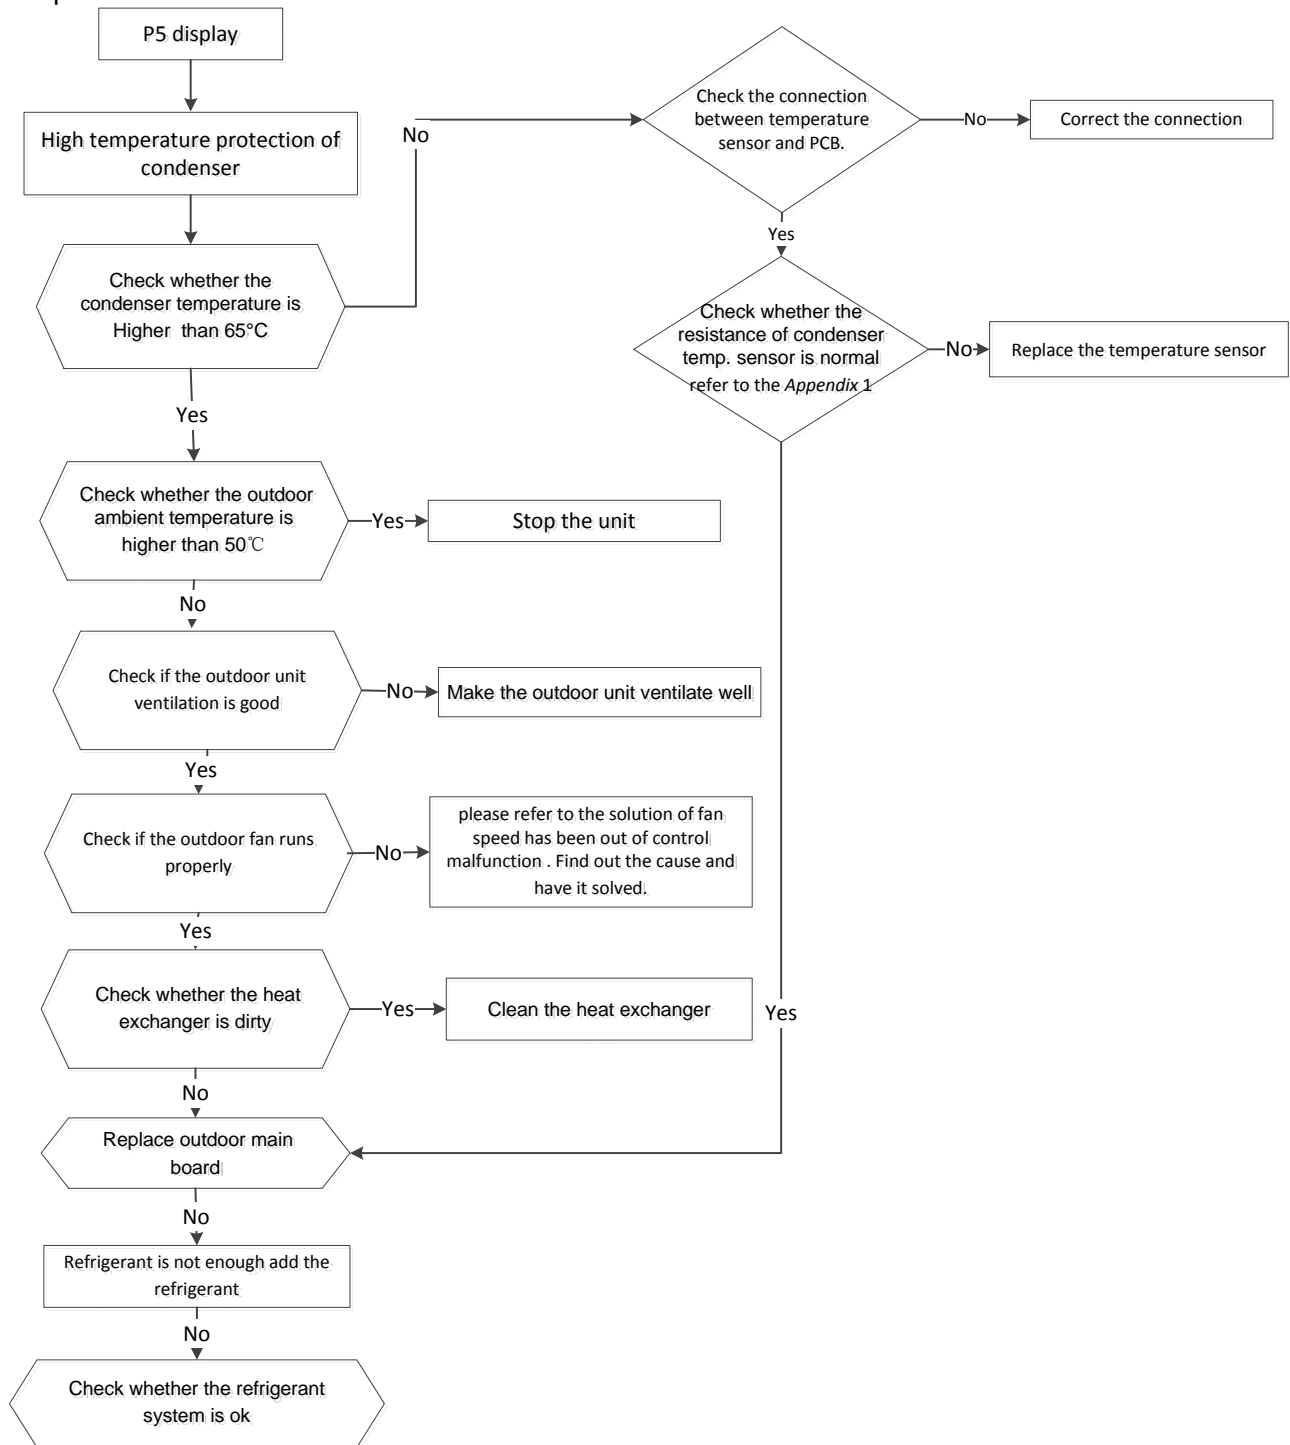 P5 display
High temperature protection of
condenser
Check whether the
condenser temperature is
Higher than 65°C
No
Check the connection
between temperature
sensor and PCB.
No
Correct the connection
Yes
Check whether the
resistance of condenser
temp. sensor is normal
refer to the Appendix 1
No
Replace the temperature sensor
Yes
Check whether the outdoor
ambient temperature is
higher than 50℃
Yes
Stop the unit
No
Check if the outdoor unit
ventilation is good
No
Make the outdoor unit ventilate well
Yes
Check if the outdoor fan runs
properly
No
please refer to the solution of fan
speed has been out of control
malfunction . Find out the cause and
have it solved.
Yes
Check whether the heat
exchanger is dirty
Yes
Clean the heat exchanger
Yes
No
Replace outdoor main
board
No
Refrigerant is not enough add the
refrigerant
No
Check whether the refrigerant
system is ok